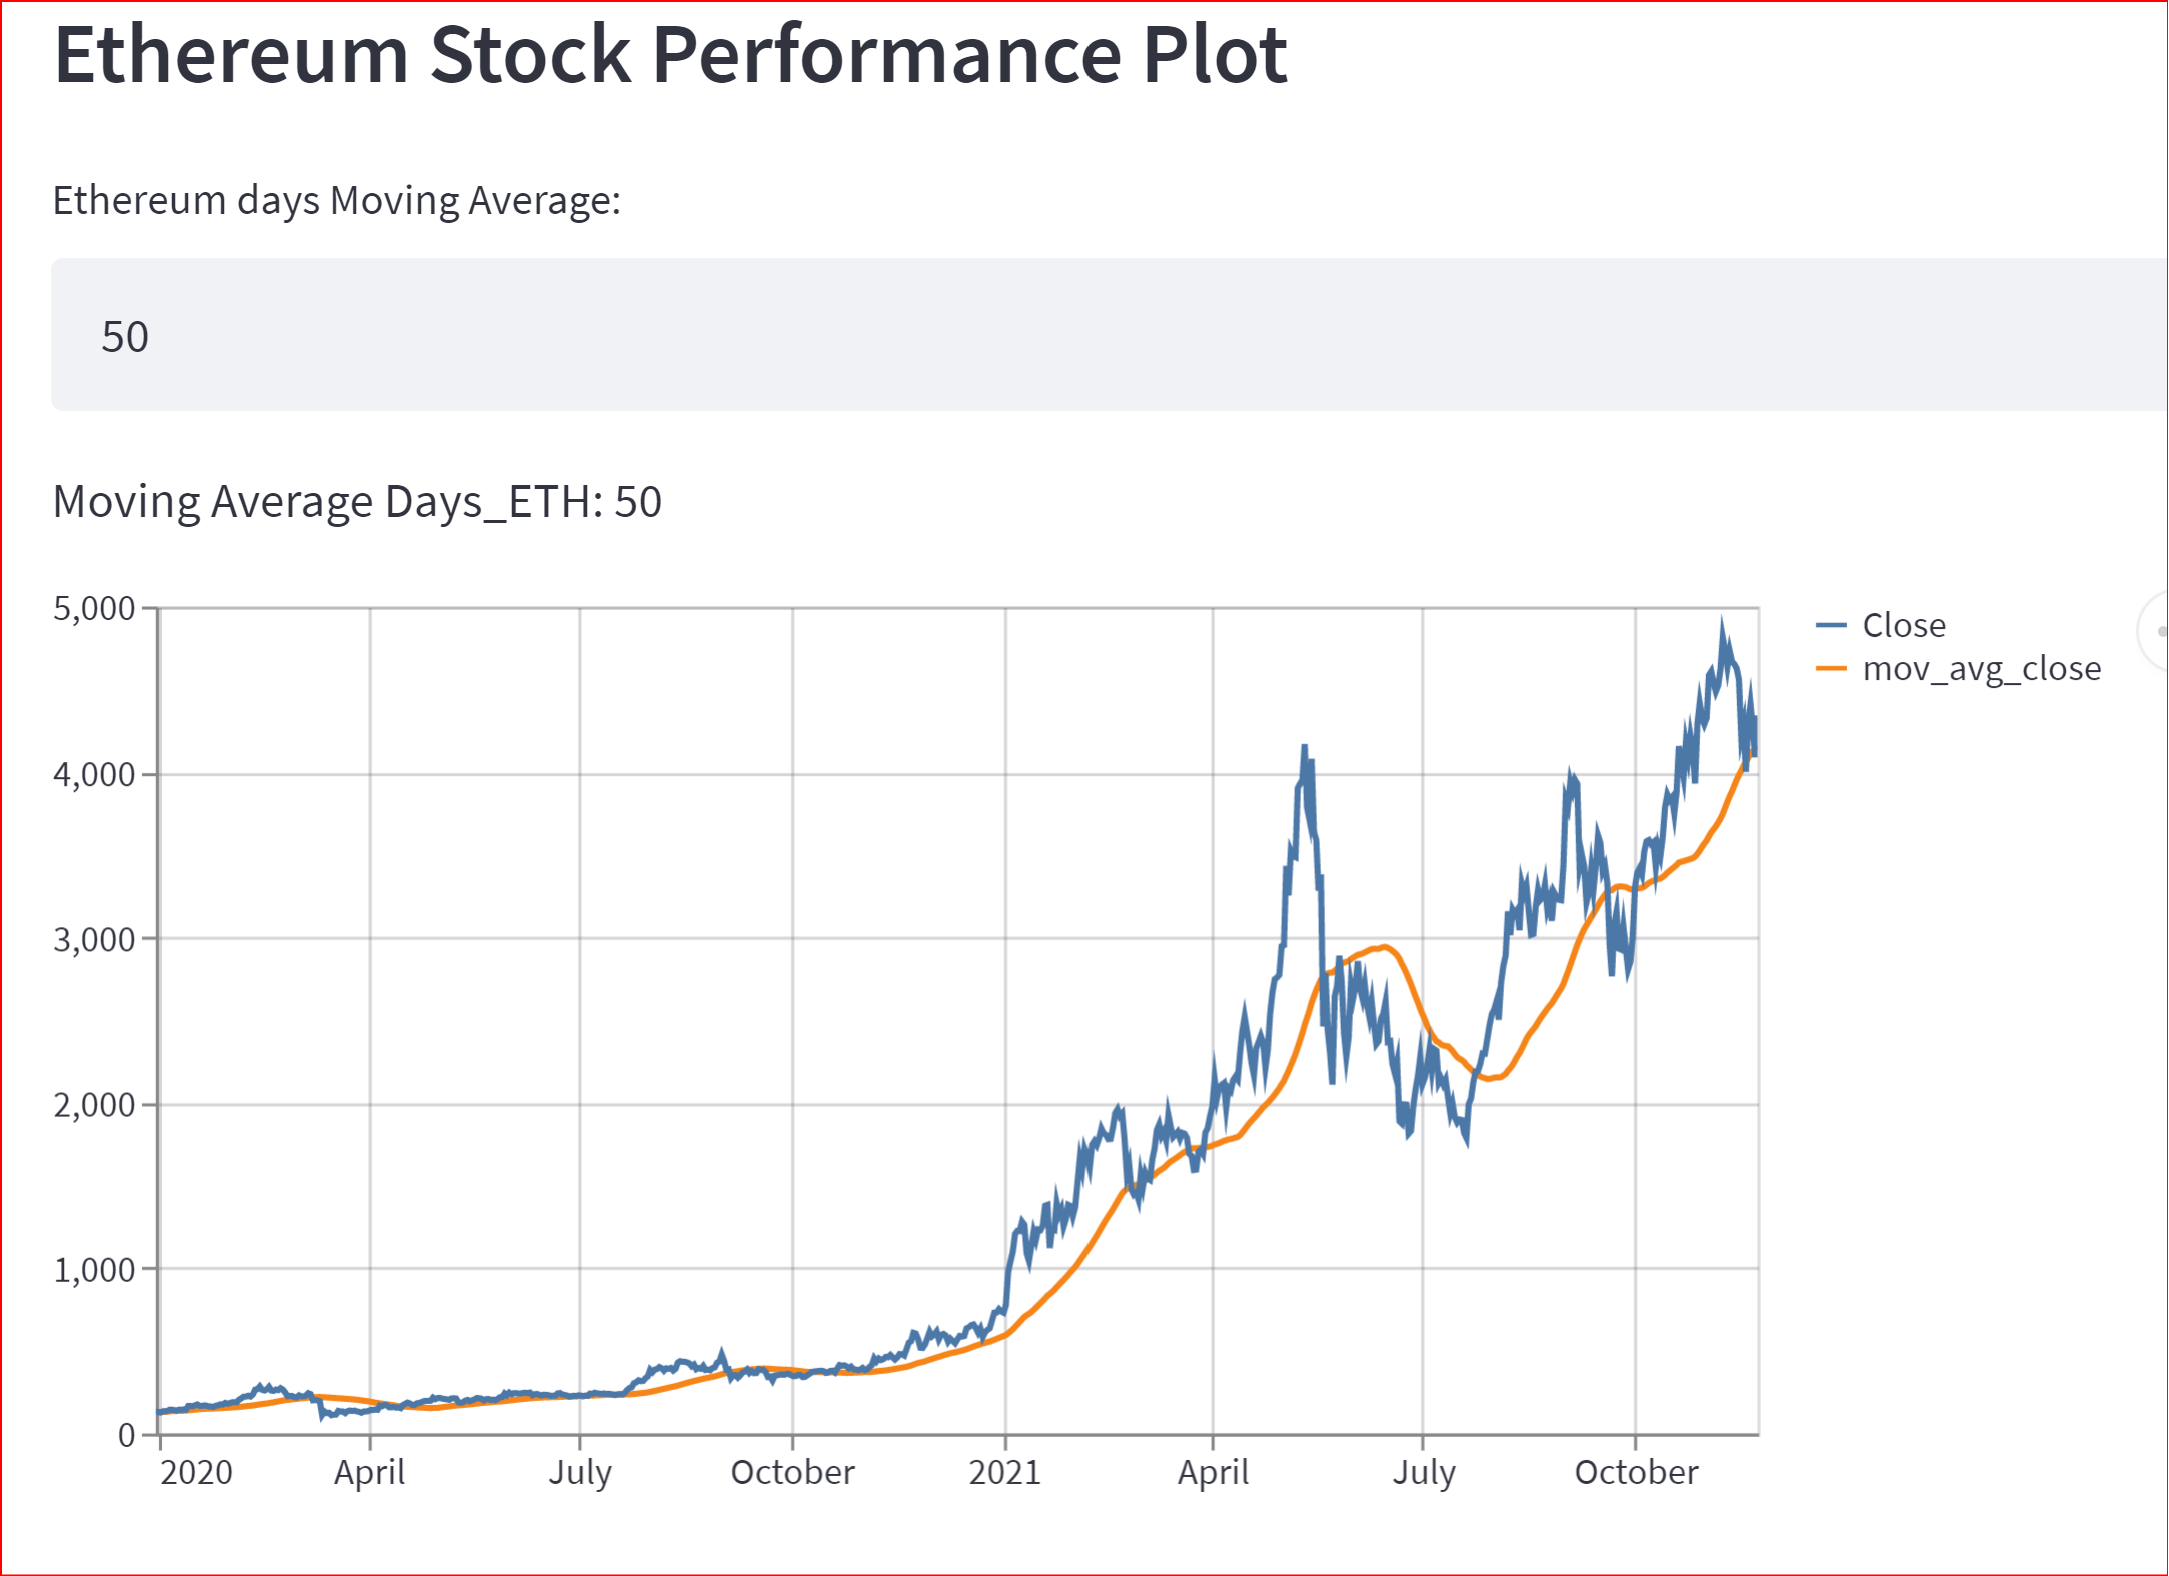 Ethereum Stock Performance Plot
Ethereum days Moving Average:
50
Moving Average Days_ETH: 50
5,000
4,000
3,000
2,000
1,000
0
2020 April July October 2021 April July October
Close
mov_avg_close